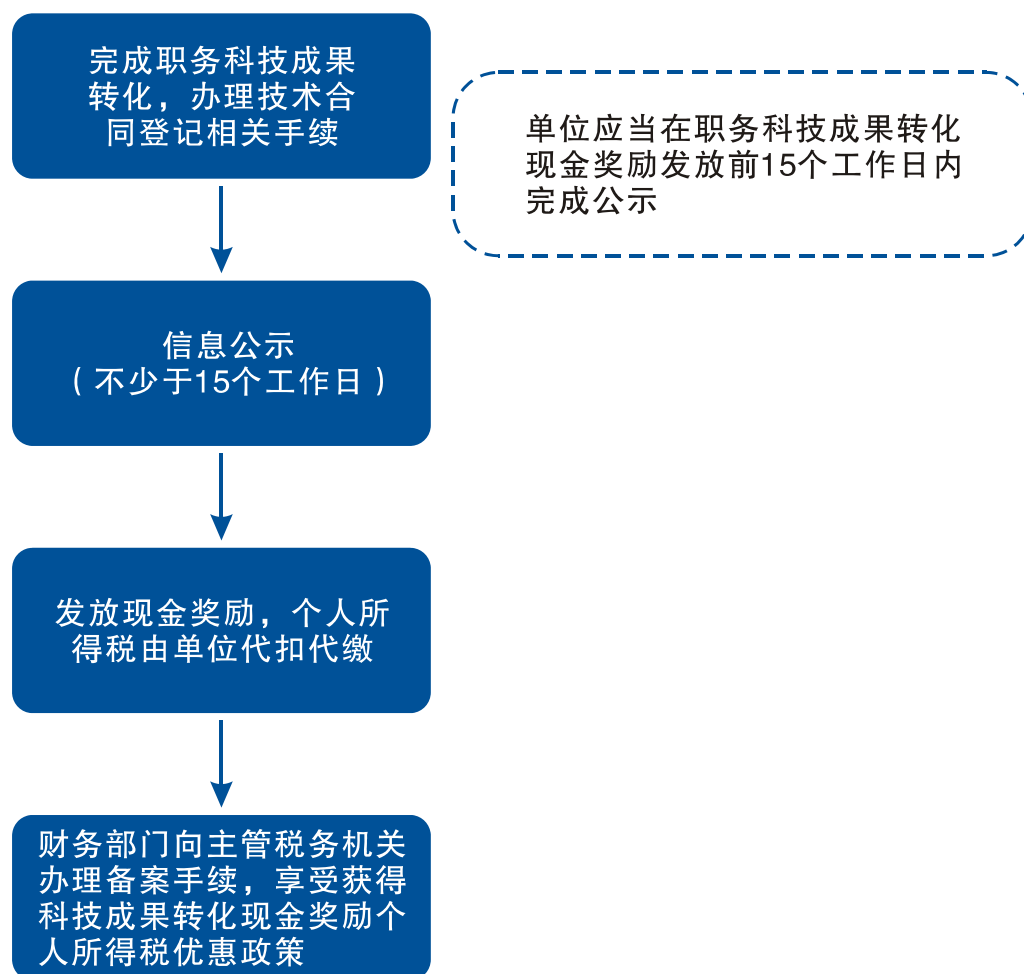 完成职务科技成果
转化，办理技术合
同登记相关手续
单位应当在职务科技成果转化
现金奖励发放前15个工作日内
完成公示
信息公示
（不少于15个工作日）
发放现金奖励，个人所
得税由单位代扣代缴
财务部门向主管税务机关
办理备案手续，享受获得
科技成果转化现金奖励个
人所得税优惠政策